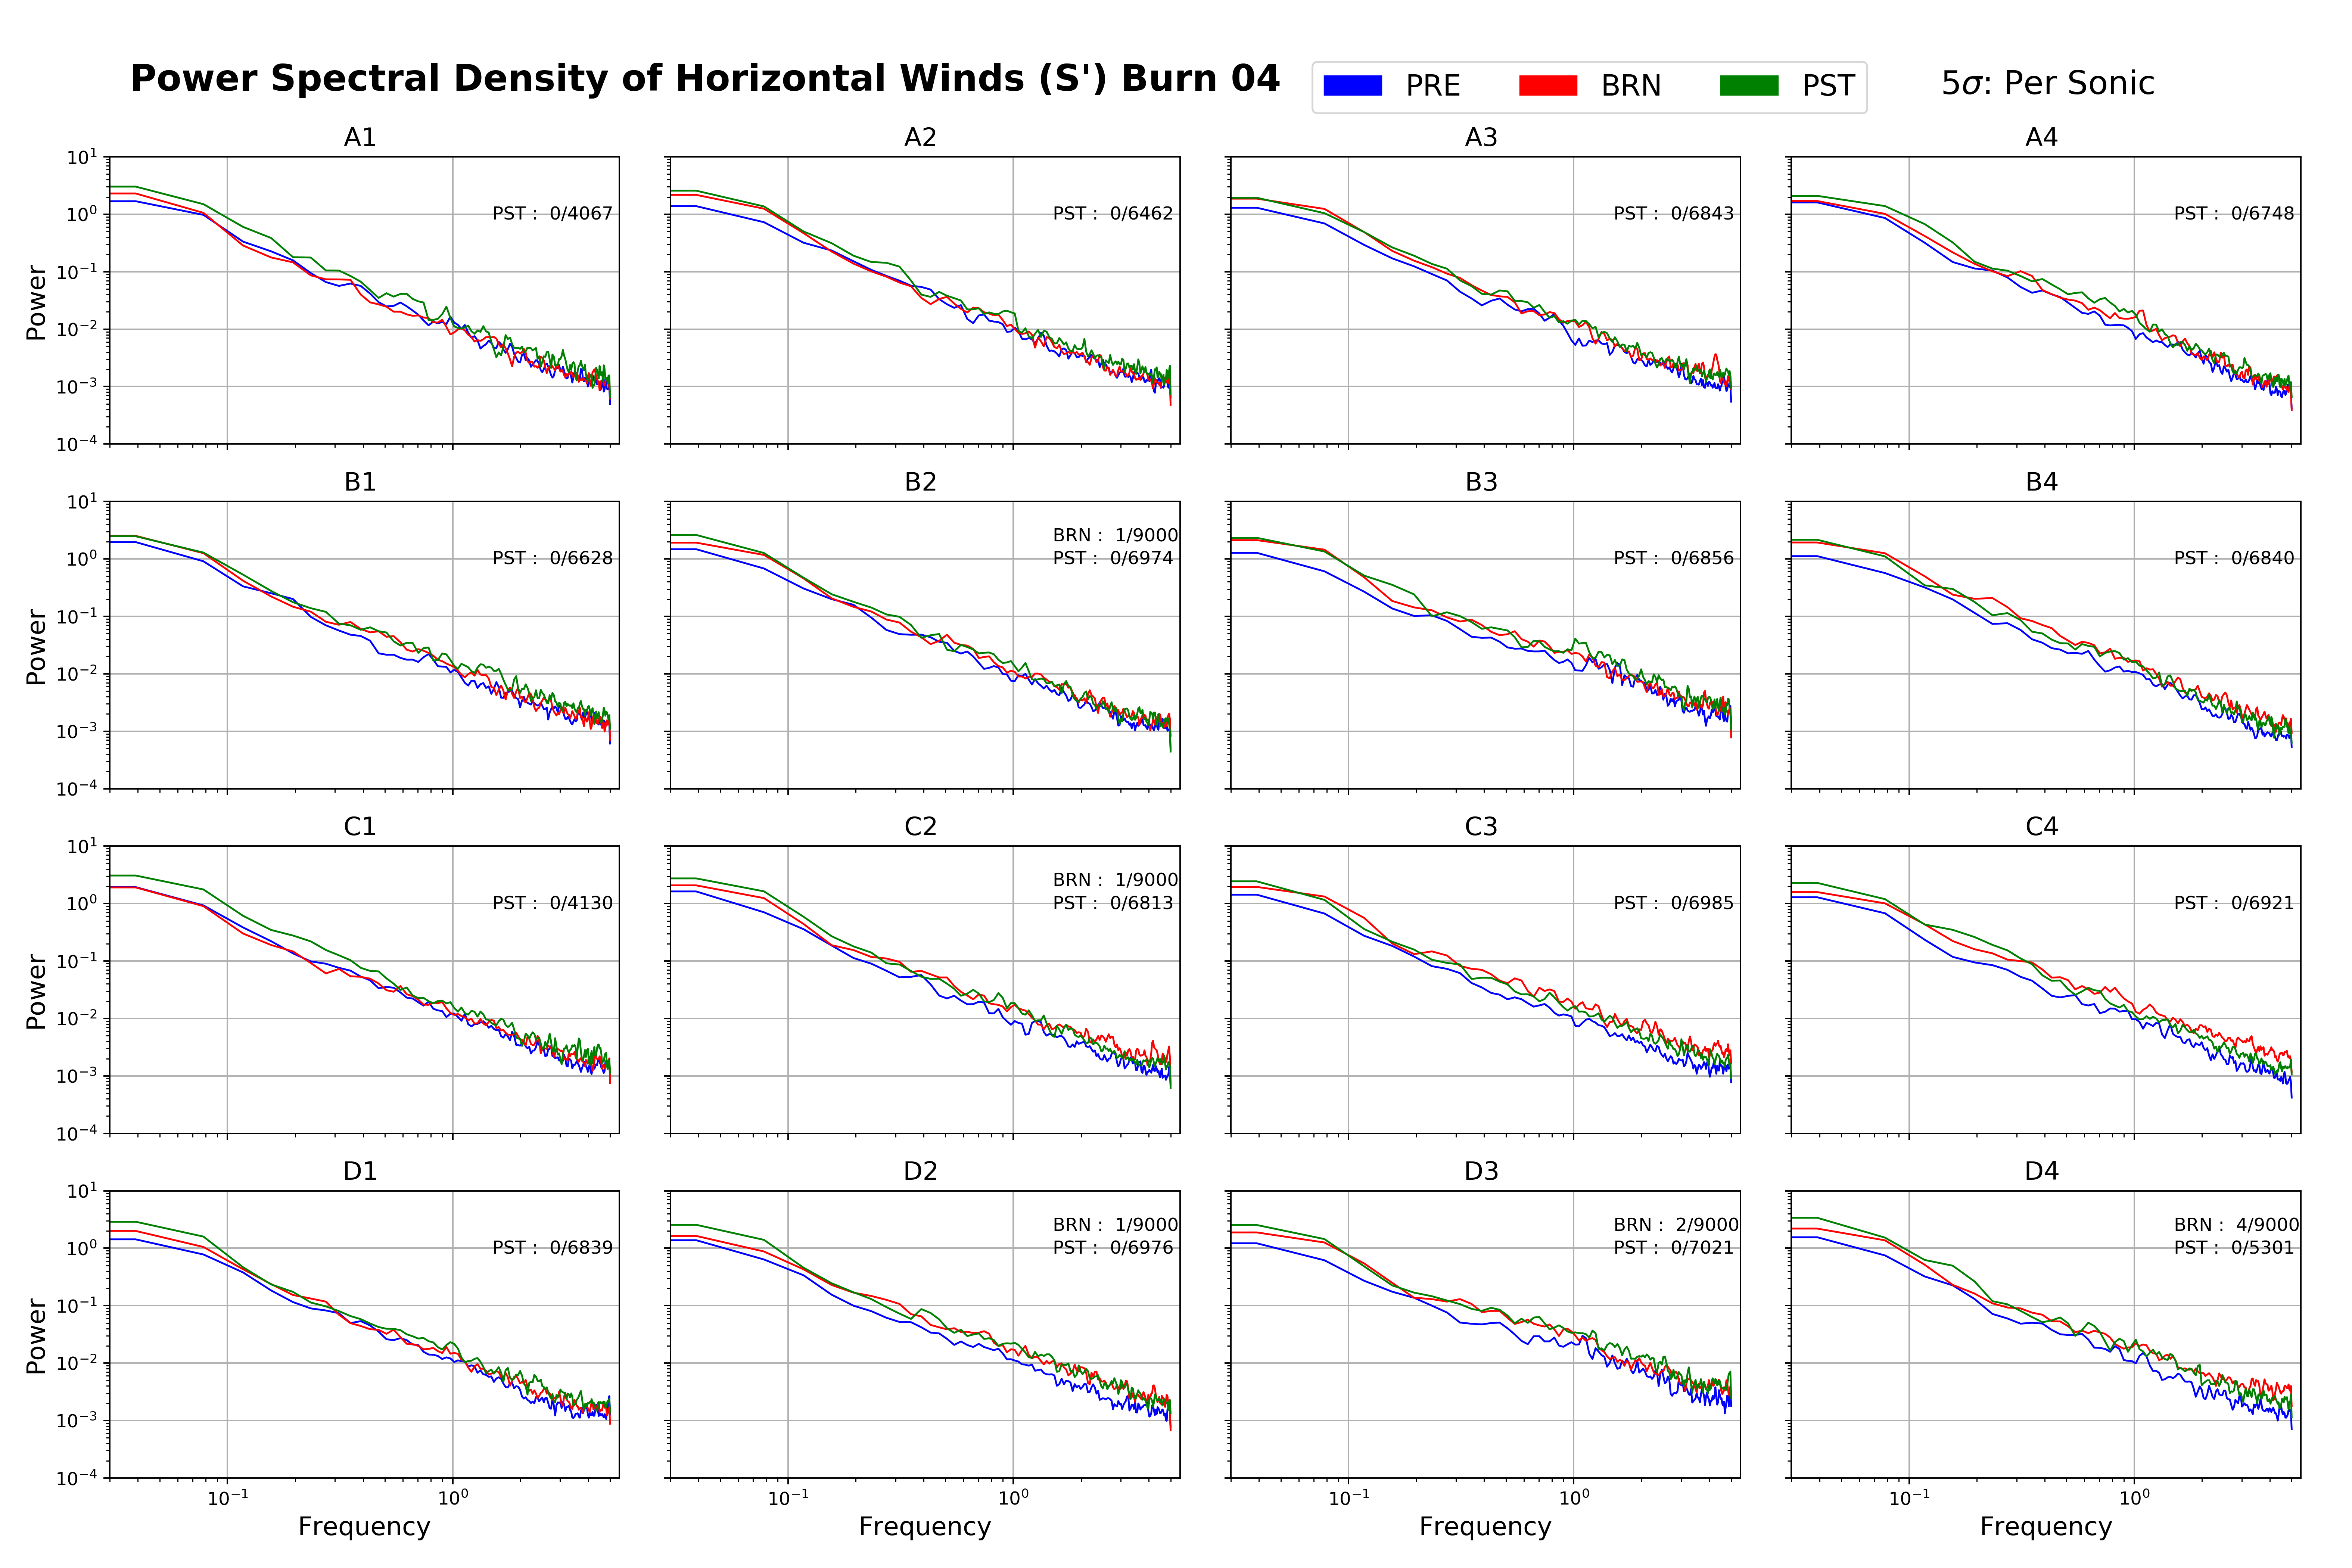 Power Spectral Density of Horizontal Winds (S') Burn 04
PRE BRN PST
5σ: Per Sonic
A1 A2 A3 A4
10¹
10⁰
10⁻¹
10⁻²
10⁻³
10⁻⁴
Power
PST : 0/4067
PST : 0/6462
PST : 0/6843
PST : 0/6748
B1 B2 B3 B4
10¹
10⁰
10⁻¹
10⁻²
10⁻³
10⁻⁴
Power
PST : 0/6628
BRN : 1/9000
PST : 0/6974
PST : 0/6856
PST : 0/6840
C1 C2 C3 C4
10¹
10⁰
10⁻¹
10⁻²
10⁻³
10⁻⁴
Power
PST : 0/4130
BRN : 1/9000
PST : 0/6813
PST : 0/6985
PST : 0/6921
D1 D2 D3 D4
10¹
10⁰
10⁻¹
10⁻²
10⁻³
10⁻⁴
Power
PST : 0/6839
BRN : 1/9000
PST : 0/6976
BRN : 2/9000
PST : 0/7021
BRN : 4/9000
PST : 0/5301
10⁻¹ 10⁰ 10⁻¹ 10⁰ 10⁻¹ 10⁰ 10⁻¹ 10⁰
Frequency Frequency Frequency Frequency